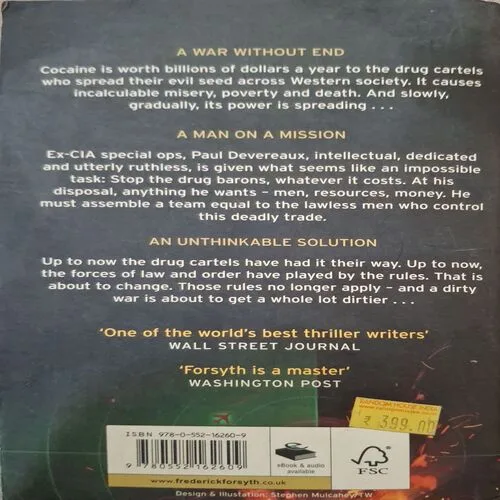 A WAR WITHOUT END
Cocaine is worth billions of dollars a year to the drug cartels
who spread their evil seed across Western society. It causes
incalculable misery, poverty and death. And slowly,
gradually, its power is spreading . . .
A MAN ON A MISSION
Ex-CIA special ops, Paul Devereaux, intellectual, dedicated
and utterly ruthless, is given what seems like an impossible
task: Stop the drug barons, whatever it costs. At his
disposal, anything he wants – men, resources, money. He
must assemble a team equal to the lawless men who control
this deadly trade.
AN UNTHINKABLE SOLUTION
Up to now the drug cartels have had it their way. Up to now,
the forces of law and order have played by the rules. That is
about to change. Those rules no longer apply – and a dirty
war is about to get a whole lot dirtier . . .
‘One of the world's best thriller writers’
WALL STREET JOURNAL
‘Forsyth is a master’
WASHINGTON POST
RANDOM HOUSE INDIA
₹ 399.00
ISBN 978-0-552-16260-9
9 780552 162609
eBook & audio
available
FSC
www.frederickforsyth.co.uk
Design & Illustation: Stephen Mulcahey/TW